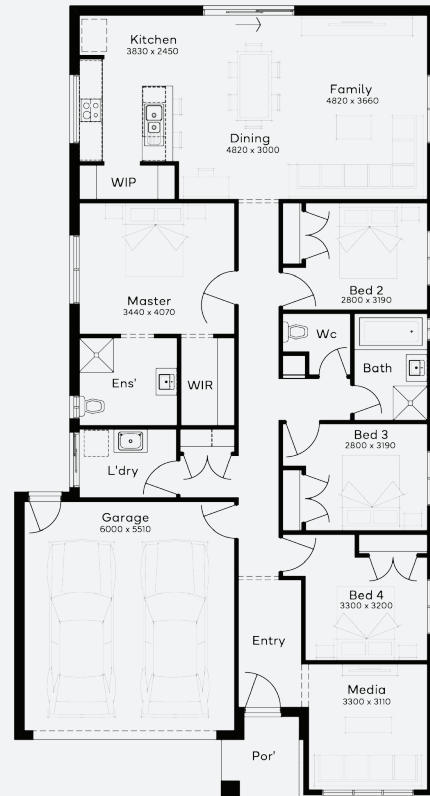 Kitchen
3830 x 2450
Family
4820 x 3660
Dining
4820 x 3000
WIP
Master
3440 x 4070
Bed 2
2800 x 3190
Wc
Bath
Ens'
WIR
L'dry
Bed 3
2800 x 3190
Garage
6000 x 5510
Bed 4
3300 x 3200
Entry
Media
3300 x 3110
Por'